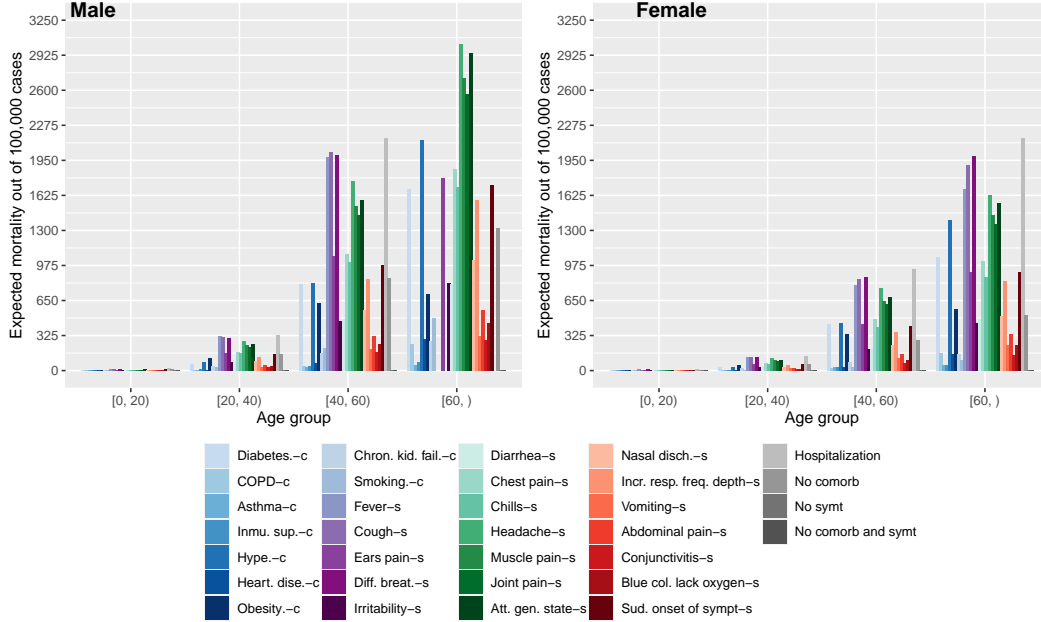 Male
Female
Expected mortality out of 100,000 cases
3250
2925
2600
2275
1950
1625
1300
975
650
325
0
[0, 20)
[20, 40)
[40, 60)
[60, )
Age group
Expected mortality out of 100,000 cases
3250
2925
2600
2275
1950
1625
1300
975
650
325
0
[0, 20)
[20, 40)
[40, 60)
[60, )
Age group
Diabetes.−c
COPD−c
Asthma−c
Inmu. sup.−c
Hype.−c
Heart. dise.−c
Obesity.−c
Chron. kid. fail.−c
Smoking.−c
Fever−s
Cough−s
Ears pain−s
Diff. breat.−s
Irritability−s
Diarrhea−s
Chest pain−s
Chills−s
Headache−s
Muscle pain−s
Joint pain−s
Att. gen. state−s
Nasal disch.−s
Incr. resp. freq. depth−s
Vomiting−s
Abdominal pain−s
Conjunctivitis−s
Blue col. lack oxygen−s
Sud. onset of sympt−s
Hospitalization
No comorb
No symt
No comorb and symt